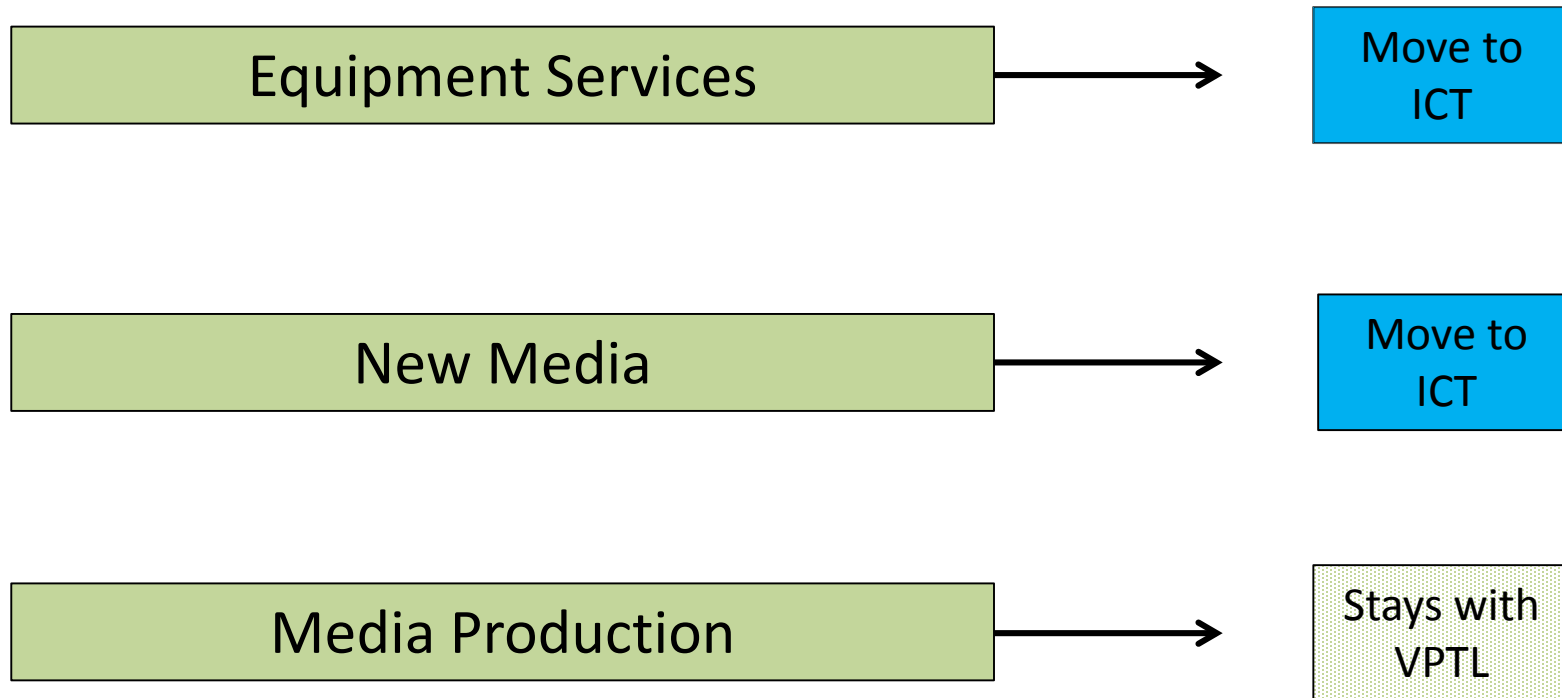 Equipment Services
Move to
ICT
New Media
Move to
ICT
Media Production
Stays with
VPTL